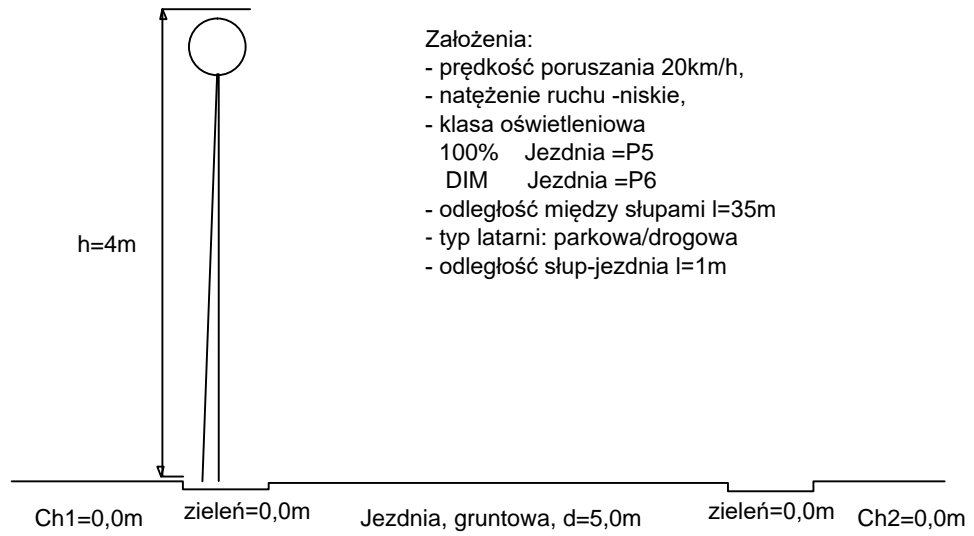 Założenia:
- prędkość poruszania 20km/h,
- natężenie ruchu -niskie,
- klasa oświetleniowa
100% Jezdnia =P5
DIM Jezdnia =P6
- odległość między słupami l=35m
- typ latarni: parkowa/drogowa
- odległość słup-jezdnia l=1m
h=4m
Ch1=0,0m zieleń=0,0m Jezdnia, gruntowa, d=5,0m zieleń=0,0m Ch2=0,0m